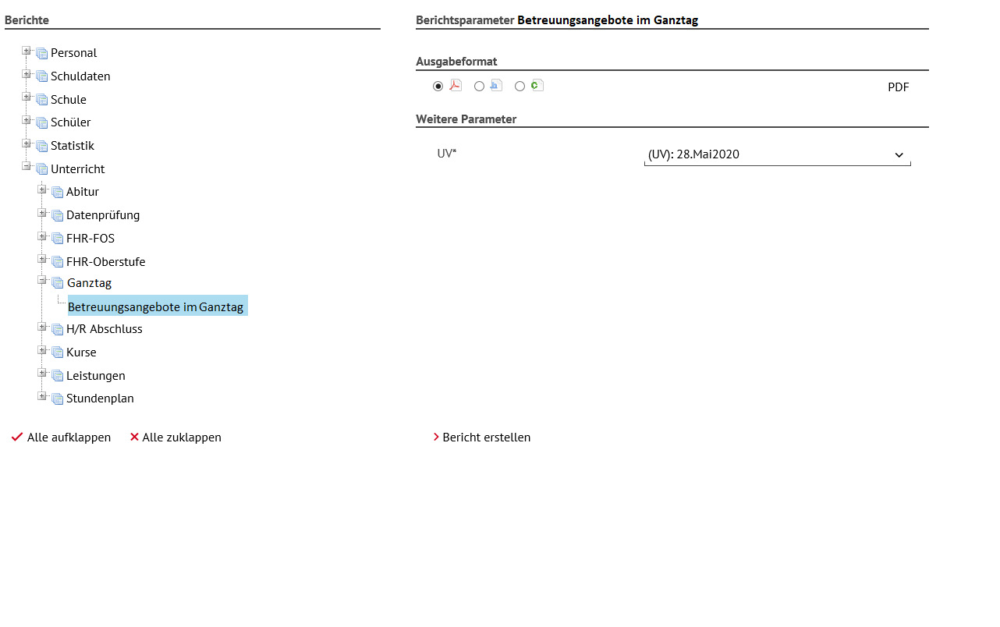 Berichte
Personal
Schuldaten
Schule
Schüler
Statistik
Unterricht
Abitur
Datenprüfung
FHR-FOS
FHR-Oberstufe
Ganztag
Betreuungsangebote im Ganztag
H/R Abschluss
Kurse
Leistungen
Stundenplan
Alle aufklappen Alle zuklappen
Berichtsparameter Betreuungsangebote im Ganztag
Ausgabeformat
PDF
Weitere Parameter
UV* (UV): 28.Mai2020
Bericht erstellen